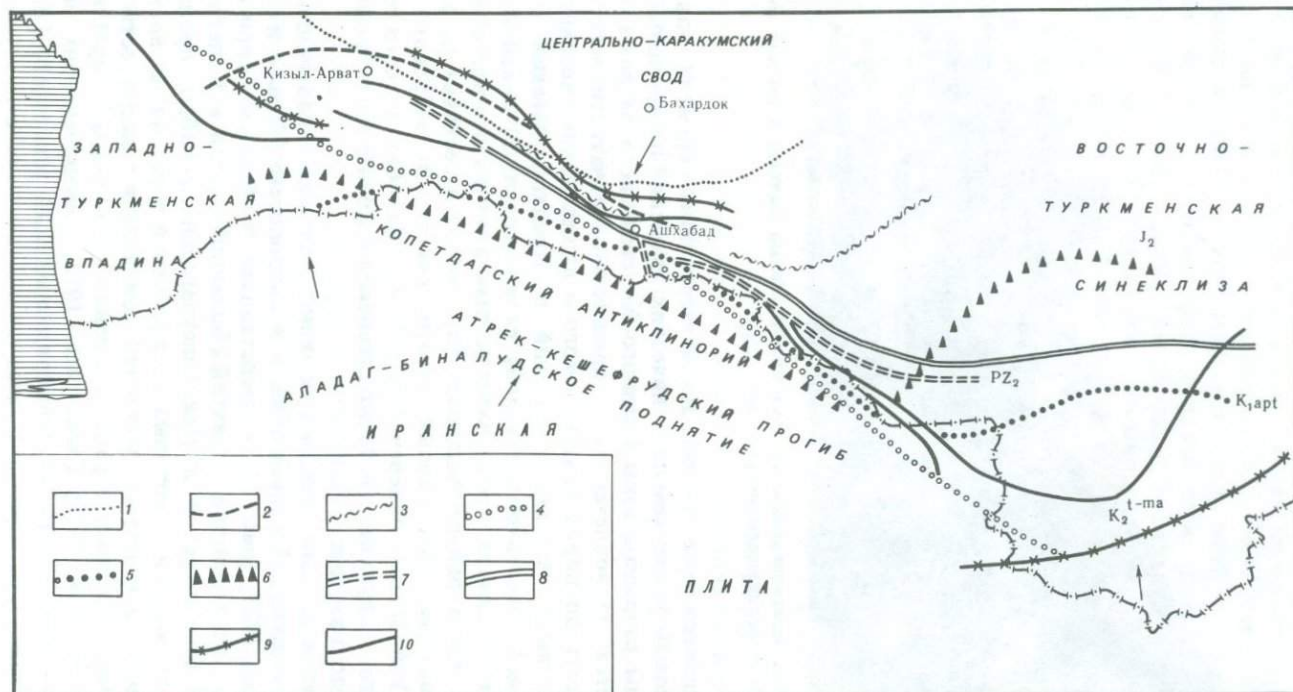 ЦЕНТРАЛЬНО-КАРАКУМСКИЙ
СВОД
Кизыл-Арват
Бахардок
ЗАПАДНО-
ТУРКМЕНСКАЯ
ВПАДИНА
ВОСТОЧНО-
ТУРКМЕНСКАЯ
J₂
СИНЕКЛИЗА
Ашхабад
КОПЕТДАГСКИЙ АНТИКЛИНОРИЙ
АТРЕК-КЕШЕФРУДСКИЙ ПРОГИБ
АЛАДАГ-БИНАЛУДСКОЕ ПОДНЯТИЕ
ИРАНСКАЯ
ПЛИТА
PZ₂
K₁apt
K₂ t-ma
1
2
3
4
5
6
7
8
9
10